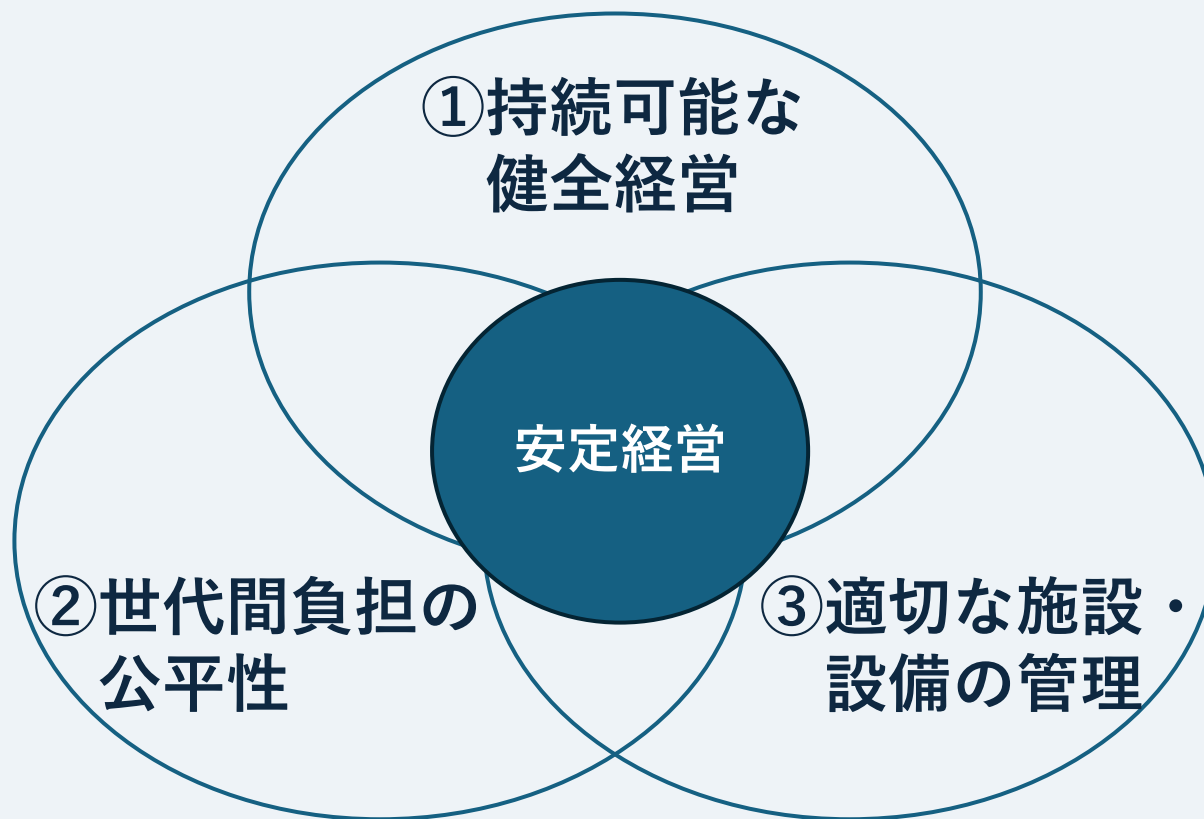 ①持続可能な
健全経営
安定経営
②世代間負担の
公平性
③適切な施設・
設備の管理